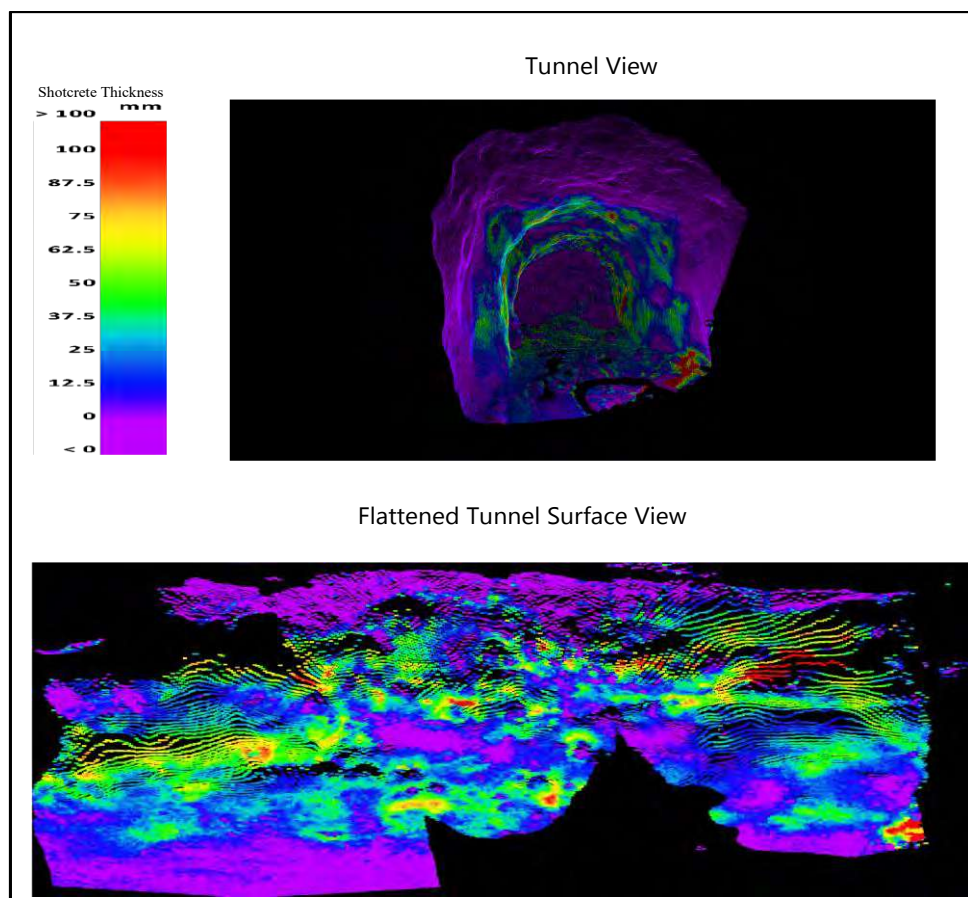 Tunnel View
Shotcrete Thickness
mm
> 100
100
87.5
75
62.5
50
37.5
25
12.5
0
< 0
Flattened Tunnel Surface View